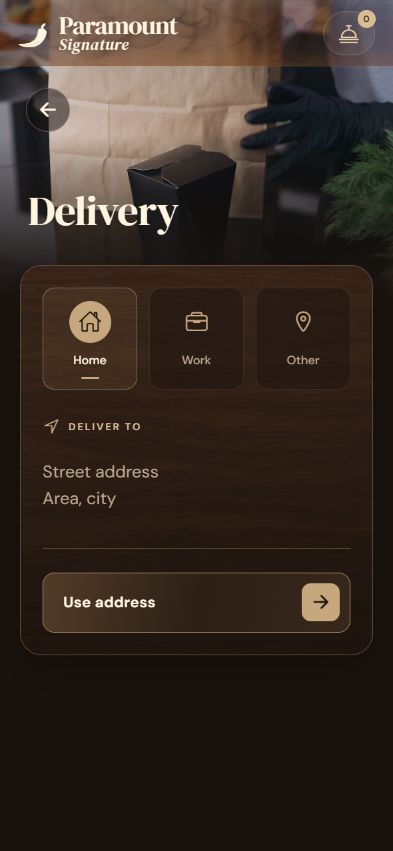 Paramount
Signature
0
Delivery
Home
Work
Other
DELIVER TO
Street address
Area, city
Use address